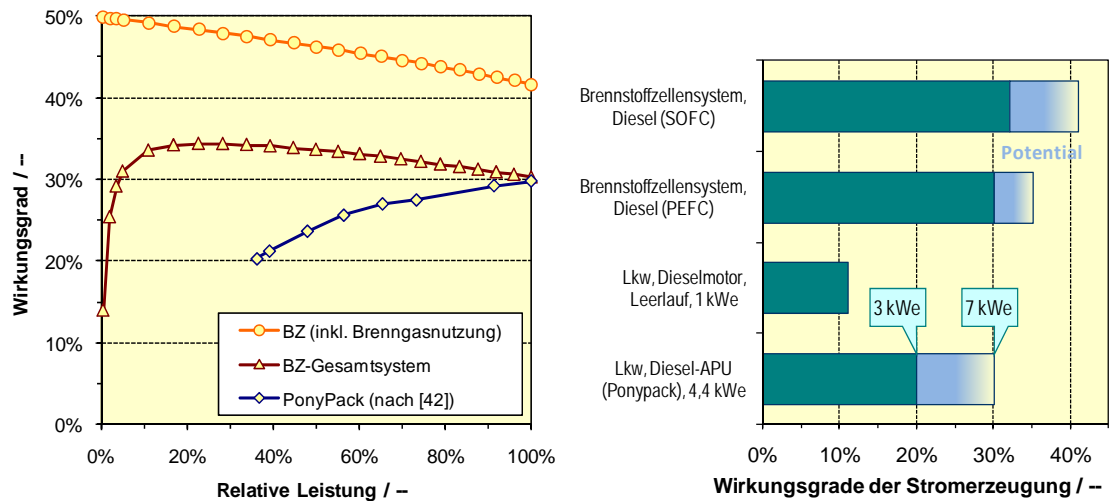 50%
40%
30%
20%
10%
0%
Wirkungsgrad / --
BZ (inkl. Brenngasnutzung)
BZ-Gesamtsystem
PonyPack (nach [42])
0%
20%
40%
60%
80%
100%
Relative Leistung / --
Brennstoffzellensystem,
Diesel (SOFC)
Potential
Brennstoffzellensystem,
Diesel (PEFC)
Lkw, Dieselmotor,
Leerlauf, 1 kWe
3 kWe
7 kWe
Lkw, Diesel-APU
(Ponypack), 4,4 kWe
0%
10%
20%
30%
40%
Wirkungsgrade der Stromerzeugung / --